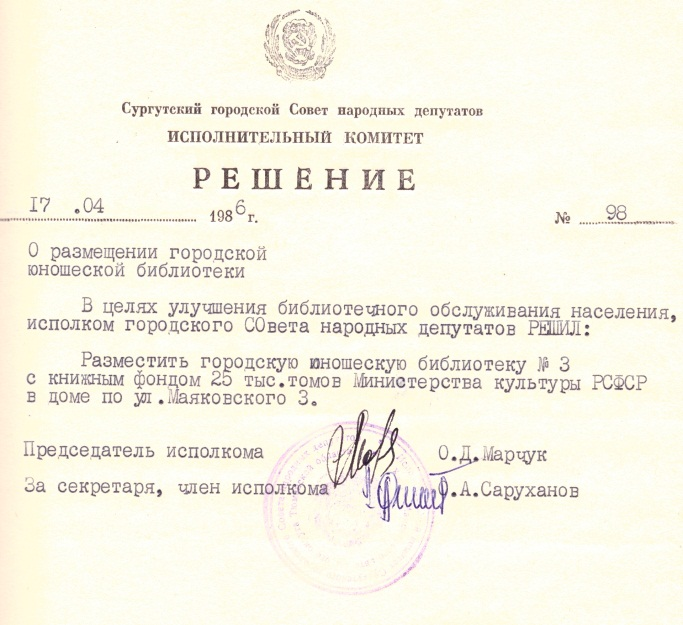 Сургутский городской Совет народных депутатов
ИСПОЛНИТЕЛЬНЫЙ КОМИТЕТ
РЕШЕНИЕ
17 .04 1986 г. № 98
О размещении городской
юношеской библиотеки
В целях улучшения библиотечного обслуживания населения,
исполком городского СОвета народных депутатов РЕШИЛ:
Разместить городскую юношескую библиотеку № 3
с книжным фондом 25 тыс.томов Министерства культуры РСФСР
в доме по ул.Маяковского 3.
Председатель исполкома О.Д.Марчук
За секретаря, член исполкома .А.Саруханов